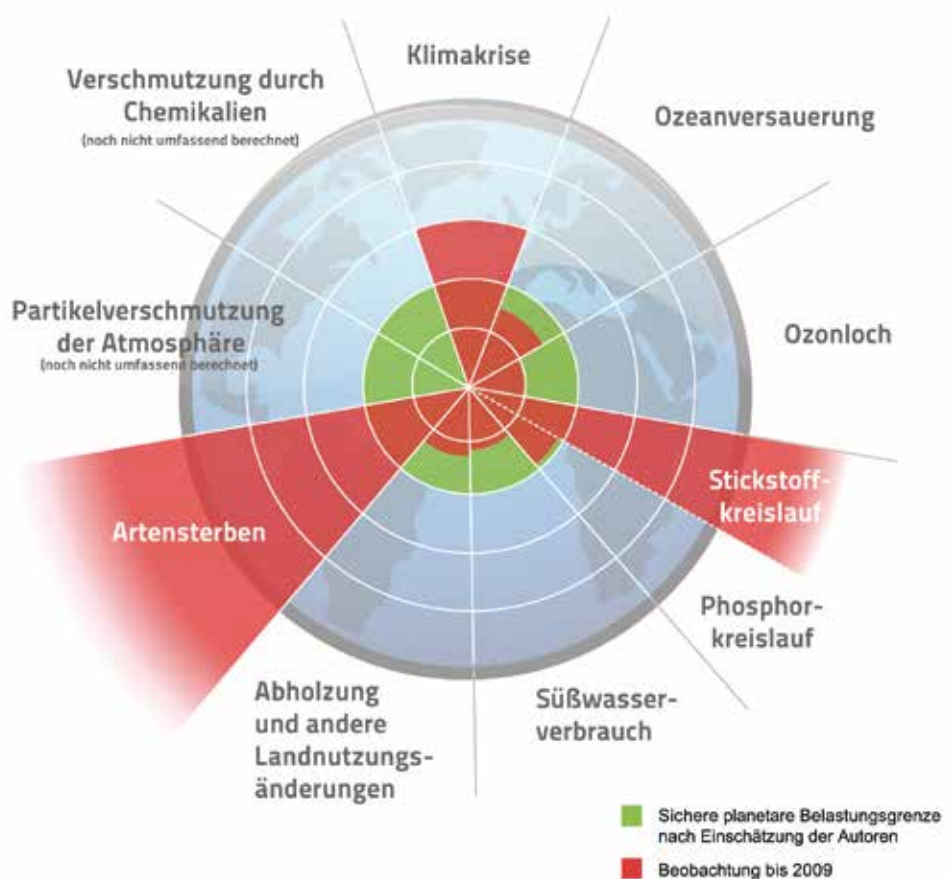 Klimakrise
Verschmutzung durch
Chemikalien
(noch nicht umfassend berechnet)
Ozeanversauerung
Partikelverschmutzung
der Atmosphäre
(noch nicht umfassend berechnet)
Ozonloch
Stickstoff-
kreislauf
Artensterben
Phosphor-
kreislauf
Abholzung
und andere
Landnutzungs-
änderungen
Süßwasser-
verbrauch
Sichere planetare Belastungsgrenze
nach Einschätzung der Autoren
Beobachtung bis 2009